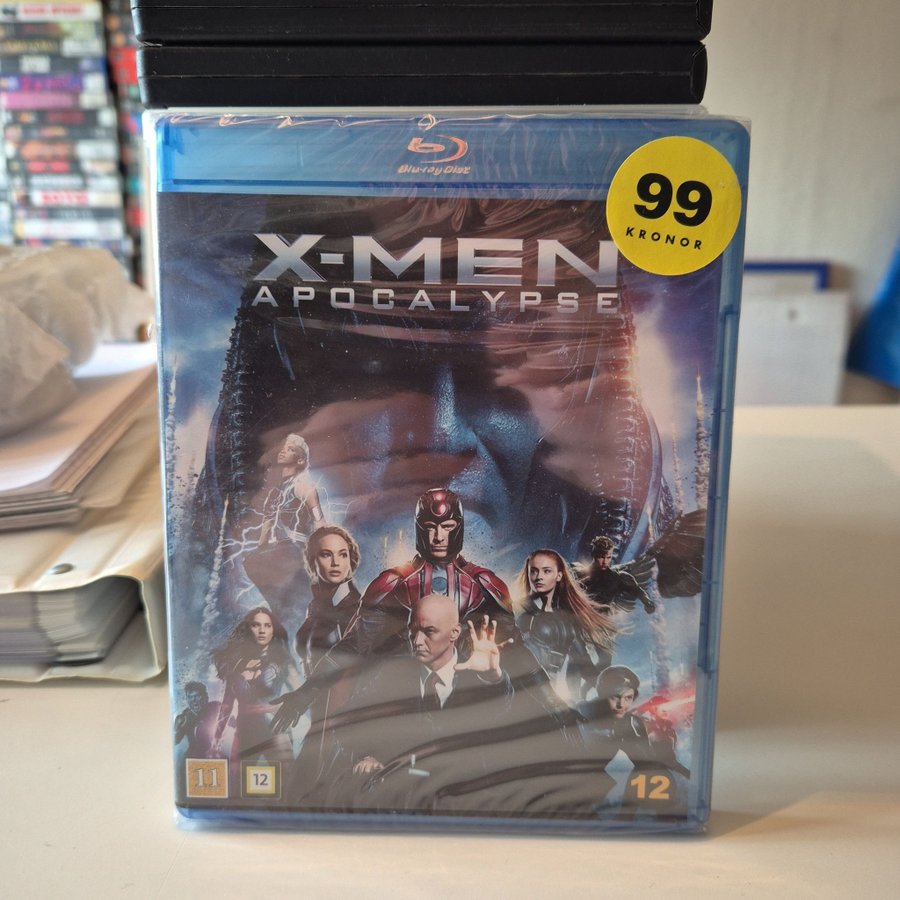 Blu-ray Disc
99
KRONOR
X-MEN
APOCALYPSE
11
12
12